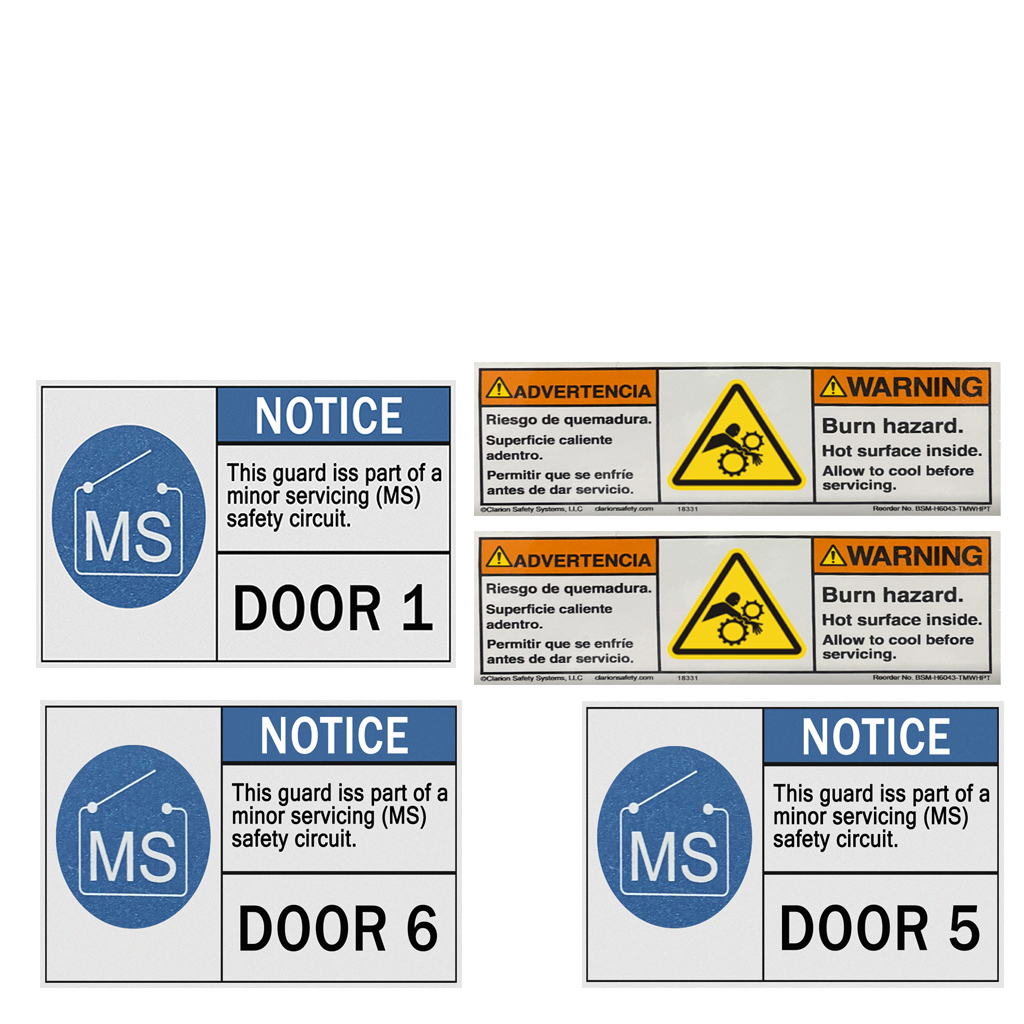 NOTICE
This guard iss part of a
minor servicing (MS)
safety circuit.
MS
DOOR 1
ADVERTENCIA
Riesgo de quemadura.
Superficie caliente
adentro.
Permitir que se enfríe
antes de dar servicio.
WARNING
Burn hazard.
Hot surface inside.
Allow to cool before
servicing.
©Clarion Safety Systems, LLC clarionsafety.com 18331 Reorder No. BSM-H6043-TMWHPT
ADVERTENCIA
Riesgo de quemadura.
Superficie caliente
adentro.
Permitir que se enfríe
antes de dar servicio.
WARNING
Burn hazard.
Hot surface inside.
Allow to cool before
servicing.
©Clarion Safety Systems, LLC clarionsafety.com 18331 Reorder No. BSM-H6043-TMWHPT
NOTICE
This guard iss part of a
minor servicing (MS)
safety circuit.
MS
DOOR 6
NOTICE
This guard iss part of a
minor servicing (MS)
safety circuit.
MS
DOOR 5